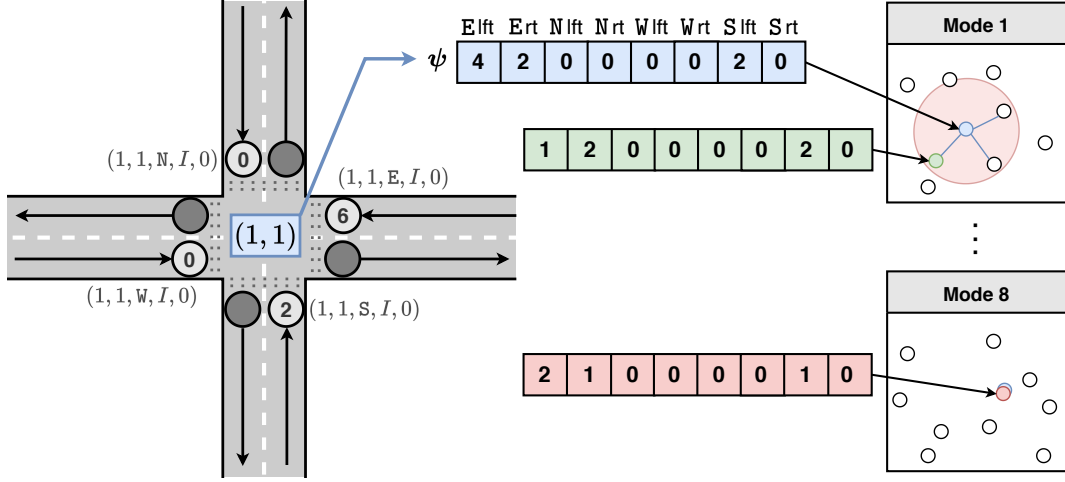 E lft E rt N lft N rt W lft W rt S lft S rt
ψ 4 2 0 0 0 0 2 0
Mode 1
1 2 0 0 0 0 2 0
(1, 1, N, I, 0) 0
(1, 1, E, I, 0)
6
(1, 1)
0
(1, 1, W, I, 0)
2 (1, 1, S, I, 0)
⋮
Mode 8
2 1 0 0 0 0 1 0